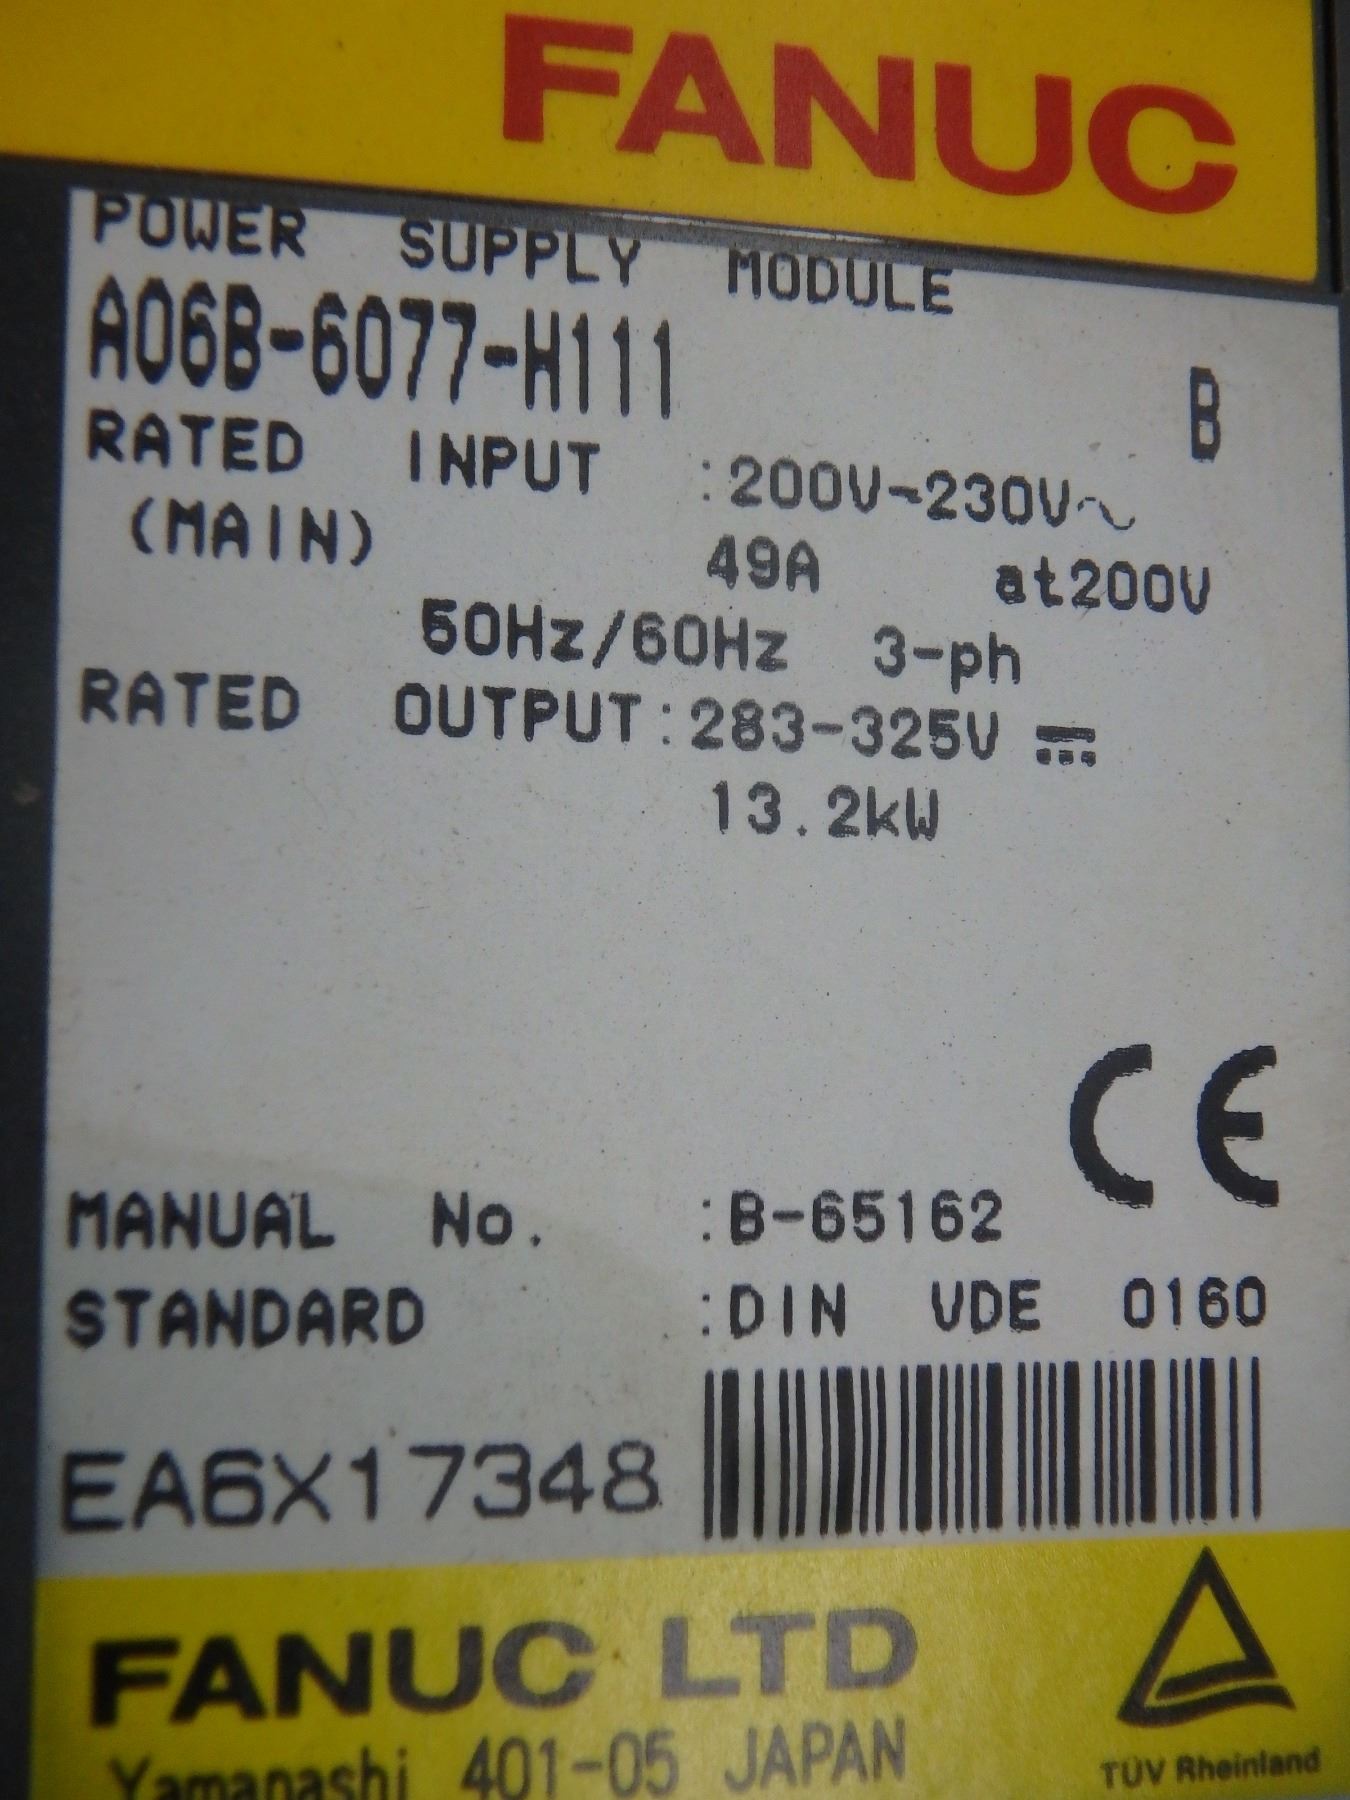 FANUC
POWER SUPPLY MODULE
A06B-6077-H111 B
RATED INPUT :200V-230V~
(MAIN) 49A at200V
50Hz/60Hz 3-ph
RATED OUTPUT:283-325V ⎓
13.2kW
CE
MANUAL No. :B-65162
STANDARD :DIN VDE 0160
EA6X17348
FANUC LTD
Yamanashi 401-05 JAPAN
TÜV Rheinland